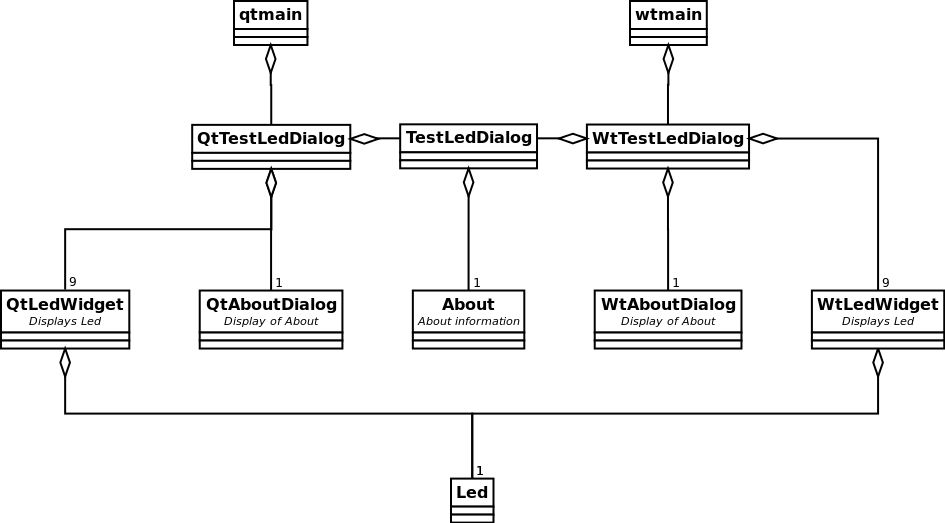 qtmain
wtmain
QtTestLedDialog
TestLedDialog
WtTestLedDialog
9
1
1
1
9
QtLedWidget
Displays Led
QtAboutDialog
Display of About
About
About information
WtAboutDialog
Display of About
WtLedWidget
Displays Led
1
Led